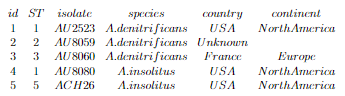 id ST isolate species country continent
1 1 AU2523 A.denitrificans USA NorthAmerica
2 2 AU8059 A.denitrificans Unknown
3 3 AU8060 A.denitrificans France Europe
4 1 AU8080 A.insolitus USA NorthAmerica
5 5 ACH26 A.insolitus USA NorthAmerica